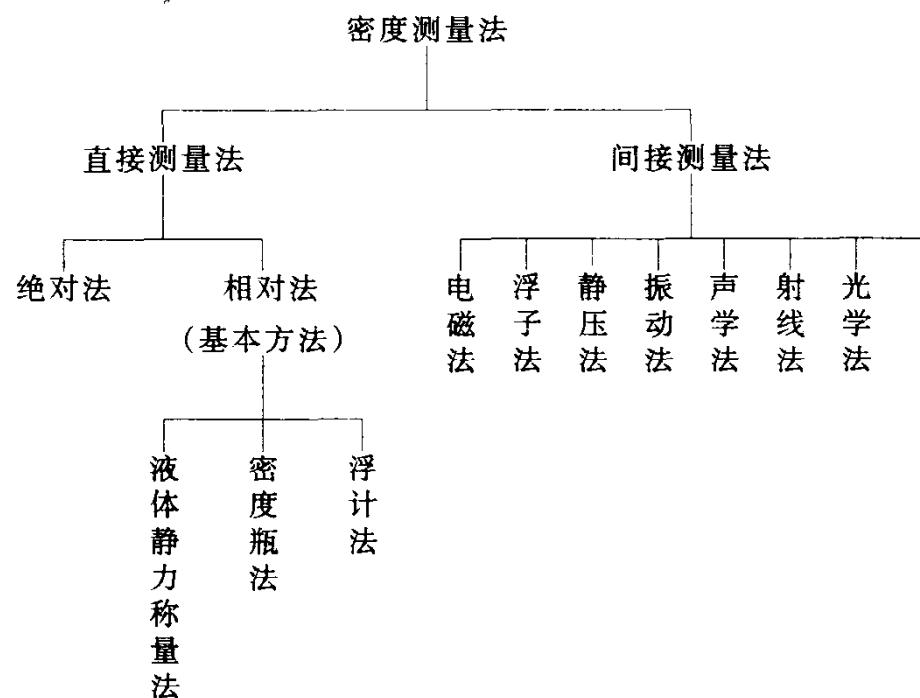 密度测量法
直接测量法
间接测量法
绝对法
相对法
(基本方法)
电磁法
浮子法
静压法
振动法
声学法
射线法
光学法
液体静力称量法
密度瓶法
浮计法